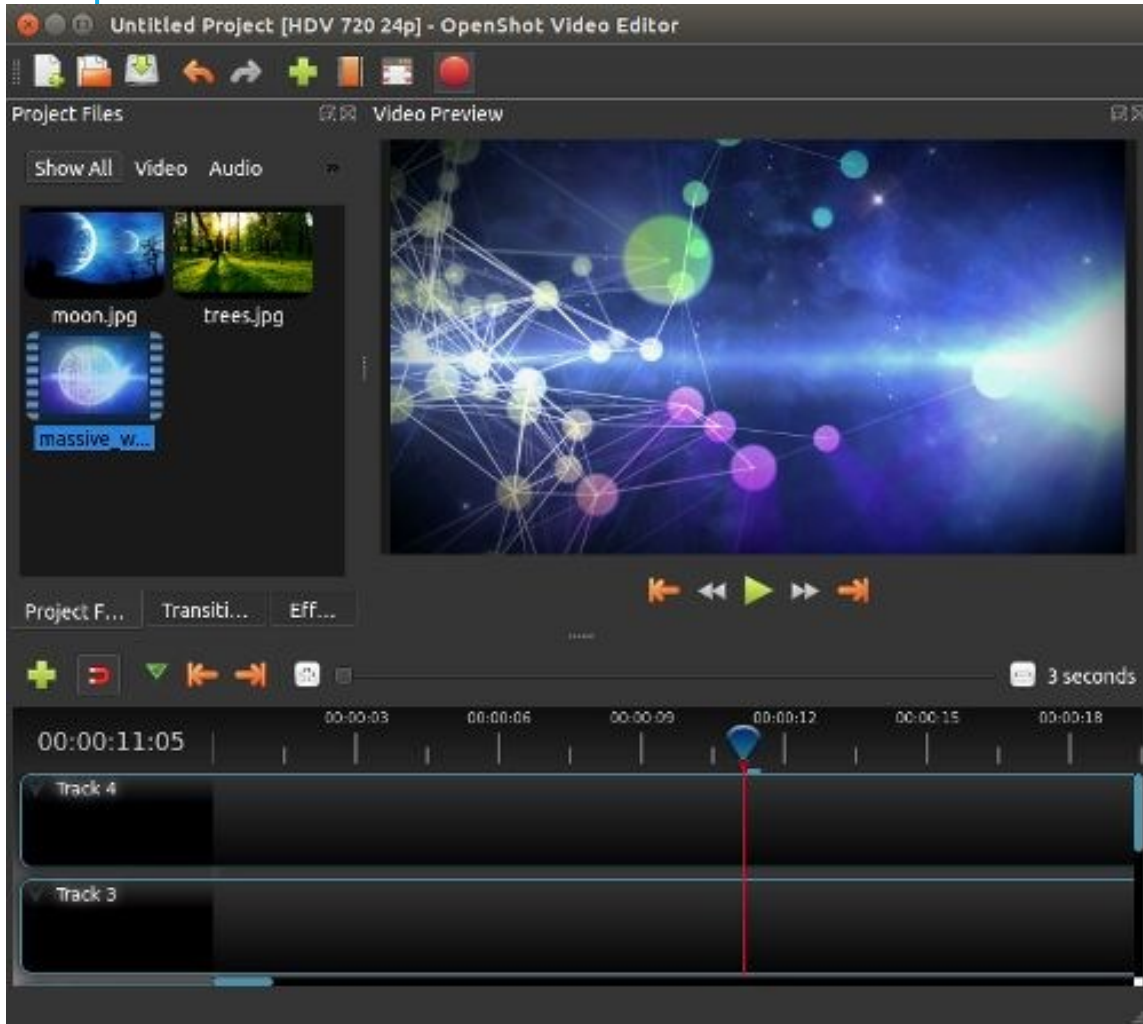 Untitled Project [HDV 720 24p] - OpenShot Video Editor
Project Files
Video Preview
Show All Video Audio »
moon.jpg trees.jpg
massive_w...
Project F... Transiti... Eff...
3 seconds
00:00:03 00:00:06 00:00:09 00:00:12 00:00:15 00:00:18
00:00:11:05
Track 4
Track 3